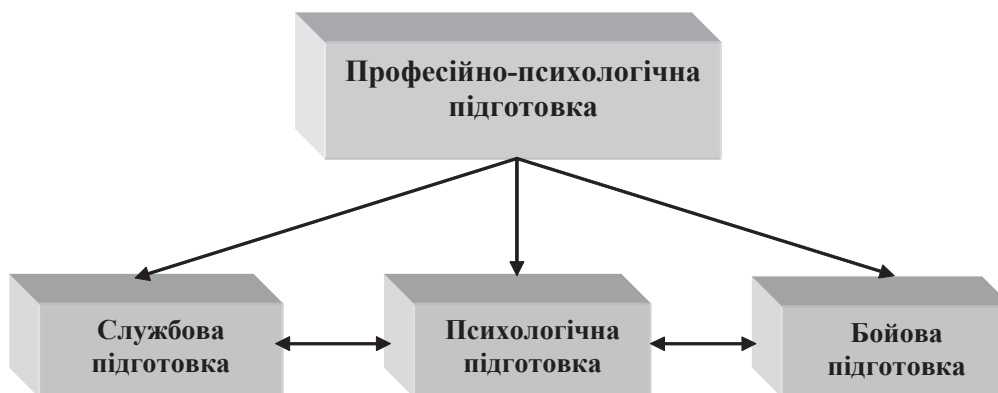 Професійно-психологічна
підготовка
Службова
підготовка
Психологічна
підготовка
Бойова
підготовка